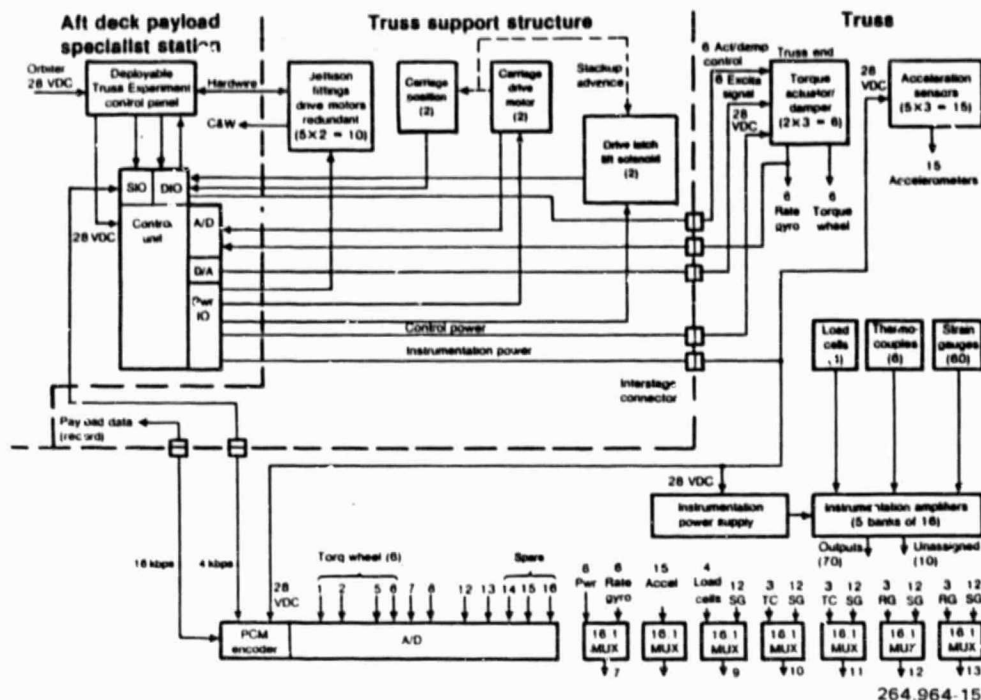 Aft deck payload
specialist station
Truss support structure
Truss
Orbiter
28 VDC
Deployable
Truss Experiment
control panel
Hardwire
C&W
Jettison
fittings
drive motors
redundant
(5×2 = 10)
Carriage
position
(2)
Carriage
drive
motor
(2)
Stackup
advence
Drive latch
lift solenoid
(2)
6 Act/damp
control
6 Excits
signal
28
VDC
Truss end
Torque
actuator/
damper
(2×3 = 6)
28
VDC
Acceleration
sensors
(5×3 = 15)
15
Accelerometers
6
Rate
gyro
6
Torque
wheel
SIO
DIO
28 VDC
Control
unit
A/D
D/A
Pwr
IO
Control power
Instrumentation power
Interstage
connector
Load
cells
Thermo-
couples
(6)
Strain
gauges
(60)
Payload data
(record)
28 VDC
Instrumentation
power supply
Instrumentation amplifiers
(5 banks of 16)
Outputs
(70)
Unassigned
(10)
16 kbps
4 kbps
28
VDC
Torq wheel (6)
Spare
1 2 5 6 7 8 12 13 14 15 16
PCM
encoder
A/D
6
Pwr
6
Rate
gyro
15
Accel
4
Load
cells
12
SG
3
TC
12
SG
3
TC
12
SG
3
RG
12
SG
3
RG
12
SG
16.1
MUX
16.1
MUX
16.1
MUX
16.1
MUX
16.1
MUX
16.1
MUX
16.1
MUX
7
8
9
10
11
12
13
264.964-15